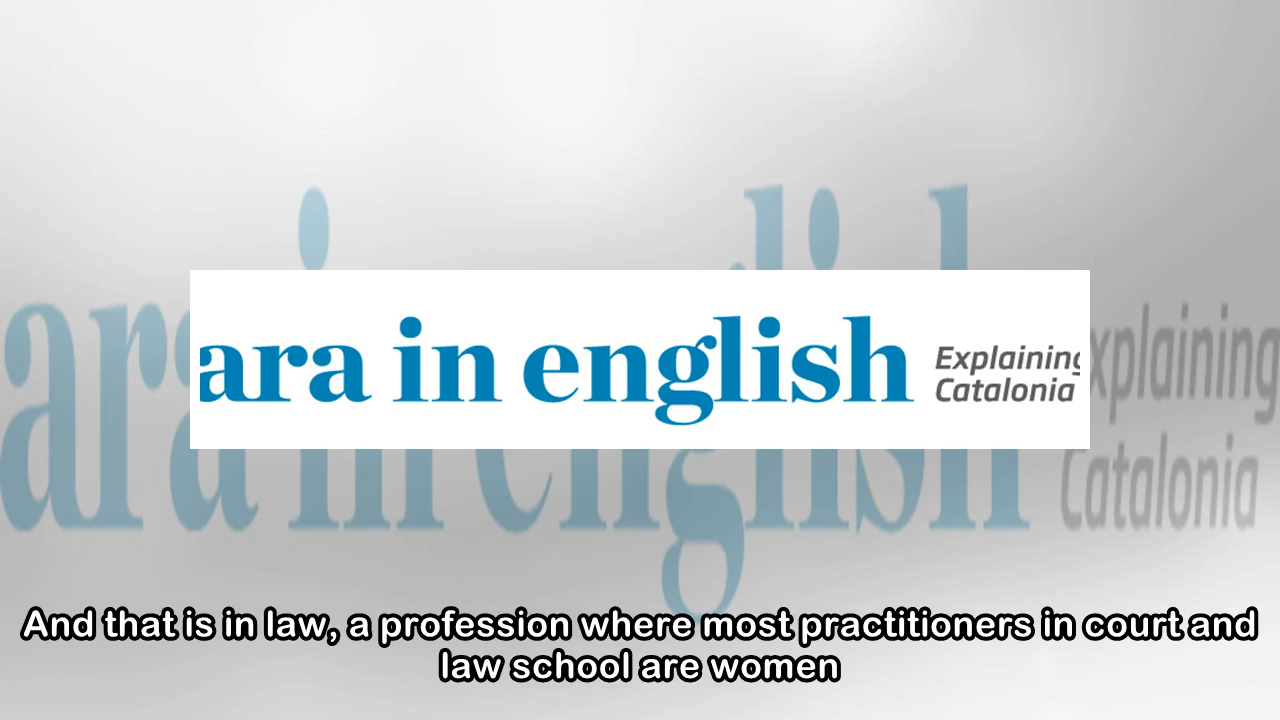 ara in english
Explaining
Catalonia
And that is in law, a profession where most practitioners in court and
law school are women